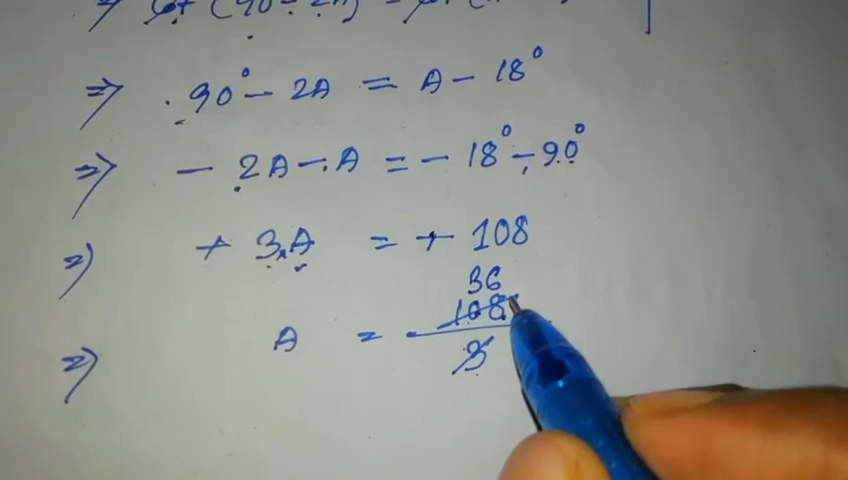 ⇒ 90° − 2A = A − 18°
⇒ − 2A − A = − 18° − 90°
⇒ + 3A = + 108
36
⇒ A = 108/3